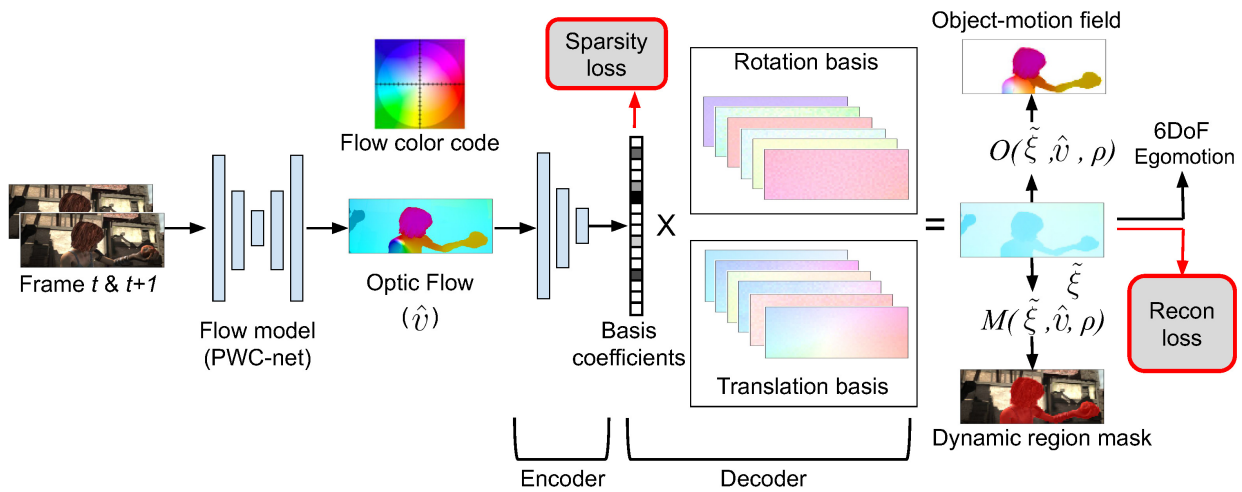 Object-motion field
Sparsity
loss
Rotation basis
Flow color code
6DoF
Egomotion
O(ξ̃ , v̂ , ρ)
X
=
Frame t & t+1
Optic Flow
(v̂)
ξ̃
Flow model
(PWC-net)
Basis
coefficients
M(ξ̃ , v̂, ρ)
Recon
loss
Translation basis
Dynamic region mask
Encoder
Decoder